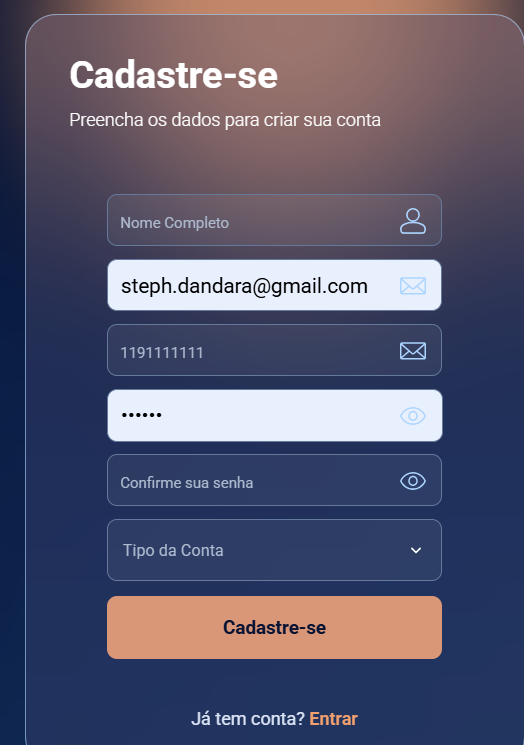 Cadastre-se
Preencha os dados para criar sua conta
Nome Completo
steph.dandara@gmail.com
1191111111
••••••
Confirme sua senha
Tipo da Conta
Cadastre-se
Já tem conta? Entrar